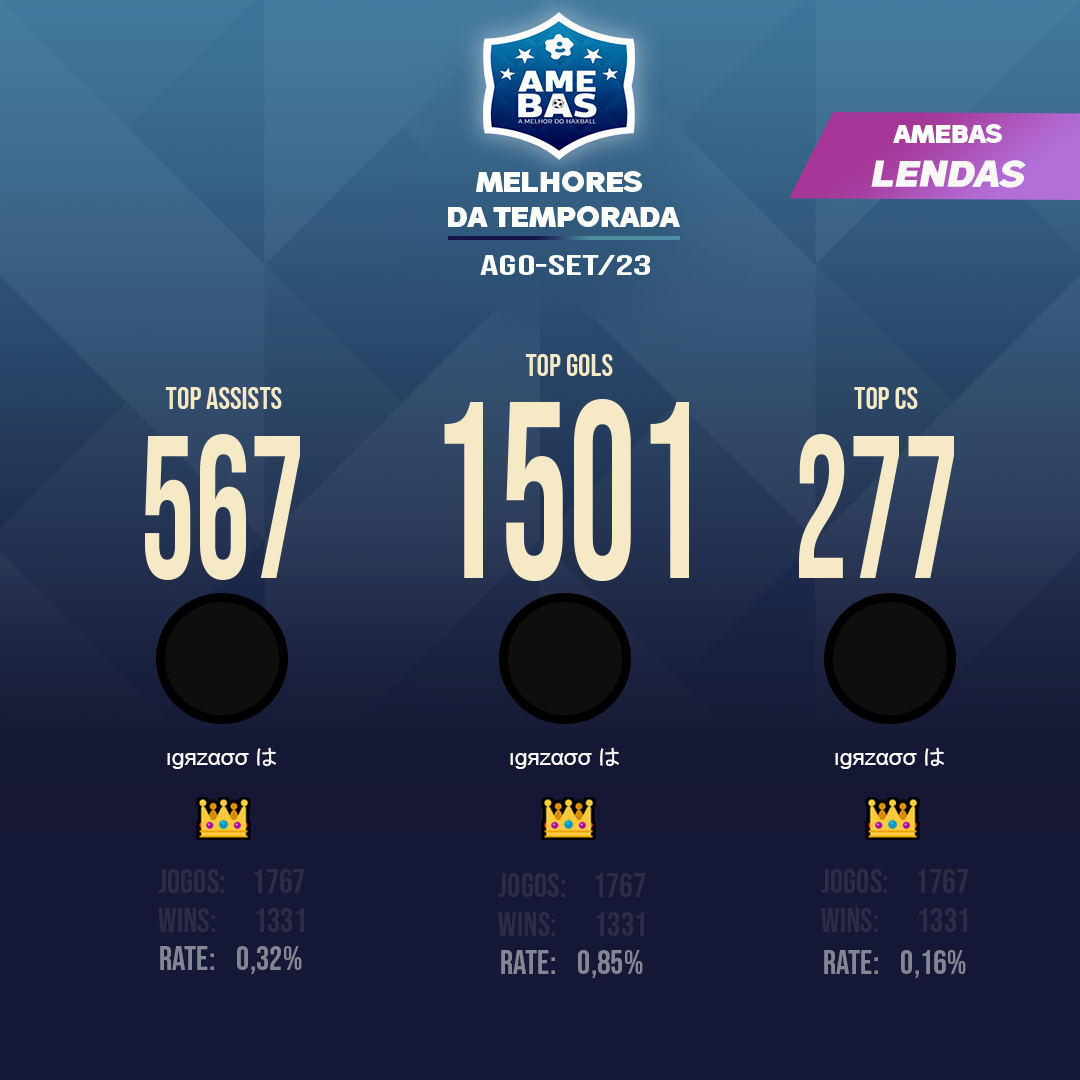 AME
BAS
A MELHOR DO HAXBALL
MELHORES
DA TEMPORADA
AGO-SET/23
AMEBAS
LENDAS
TOP ASSISTS
567
ıgяzασσ は
JOGOS: 1767
WINS: 1331
RATE: 0,32%
TOP GOLS
1501
ıgяzασσ は
JOGOS: 1767
WINS: 1331
RATE: 0,85%
TOP CS
277
ıgяzασσ は
JOGOS: 1767
WINS: 1331
RATE: 0,16%